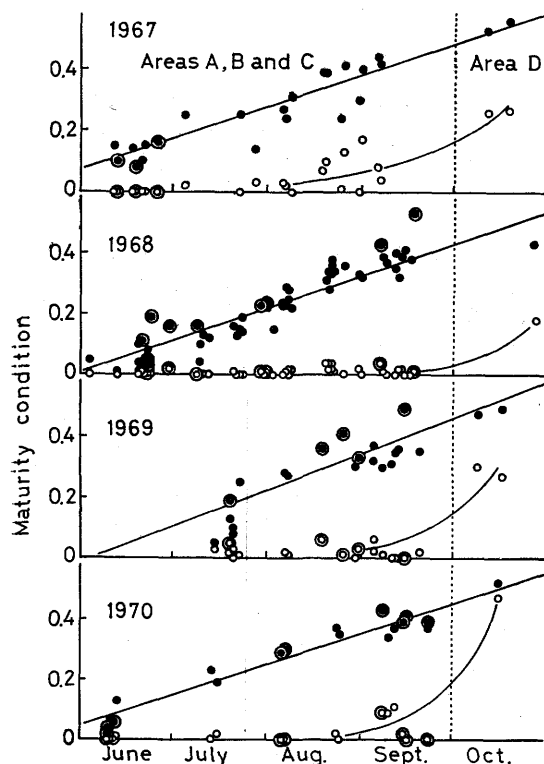 1967
Areas A, B and C
Area D
0.4
0.2
0
1968
0.4
0.2
0
Maturity condition
1969
0.4
0.2
0
1970
0.4
0.2
0
June
July
Aug.
Sept.
Oct.